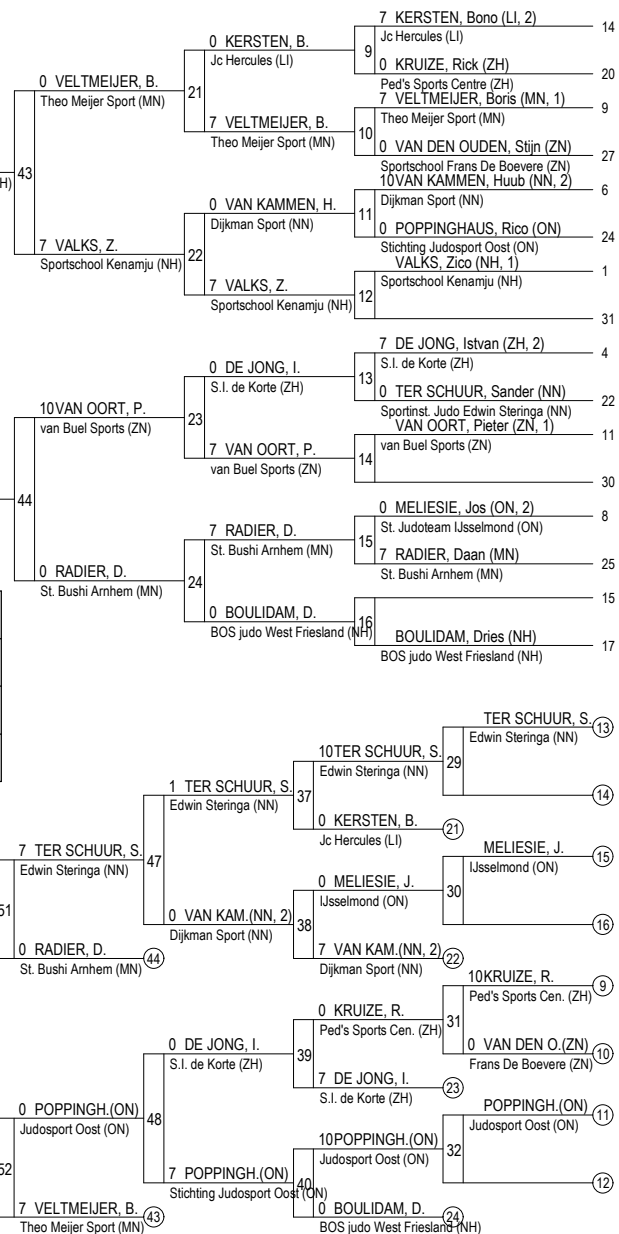 7 KERSTEN, Bono (LI, 2)
14
Jc Hercules (LI)
9
0 KRUIZE, Rick (ZH)
20
Ped's Sports Centre (ZH)
0 KERSTEN, B.
Jc Hercules (LI)
21
7 VELTMEIJER, Boris (MN, 1)
9
Theo Meijer Sport (MN)
10
0 VAN DEN OUDEN, Stijn (ZN)
27
Sportschool Frans De Boevere (ZN)
7 VELTMEIJER, B.
Theo Meijer Sport (MN)
0 VELTMEIJER, B.
Theo Meijer Sport (MN)
43
H)
10VAN KAMMEN, Huub (NN, 2)
6
Dijkman Sport (NN)
11
0 POPPINGHAUS, Rico (ON)
24
Stichting Judosport Oost (ON)
0 VAN KAMMEN, H.
Dijkman Sport (NN)
22
VALKS, Zico (NH, 1)
1
Sportschool Kenamju (NH)
12
31
7 VALKS, Z.
Sportschool Kenamju (NH)
7 VALKS, Z.
Sportschool Kenamju (NH)
7 DE JONG, Istvan (ZH, 2)
4
S.I. de Korte (ZH)
13
0 TER SCHUUR, Sander (NN)
22
Sportinst. Judo Edwin Steringa (NN)
0 DE JONG, I.
S.I. de Korte (ZH)
23
VAN OORT, Pieter (ZN, 1)
11
van Buel Sports (ZN)
14
30
7 VAN OORT, P.
van Buel Sports (ZN)
10VAN OORT, P.
van Buel Sports (ZN)
44
0 MELIESIE, Jos (ON, 2)
8
St. Judoteam IJsselmond (ON)
15
7 RADIER, Daan (MN)
25
St. Bushi Arnhem (MN)
7 RADIER, D.
St. Bushi Arnhem (MN)
24
15
16
BOULIDAM, Dries (NH)
17
BOS judo West Friesland (NH)
0 BOULIDAM, D.
BOS judo West Friesland (NH)
0 RADIER, D.
St. Bushi Arnhem (MN)
TER SCHUUR, S.
13
Edwin Steringa (NN)
29
14
10TER SCHUUR, S.
Edwin Steringa (NN)
37
0 KERSTEN, B.
21
Jc Hercules (LI)
1 TER SCHUUR, S.
Edwin Steringa (NN)
47
MELIESIE, J.
15
IJsselmond (ON)
30
16
0 MELIESIE, J.
IJsselmond (ON)
38
7 VAN KAM.(NN, 2)
22
Dijkman Sport (NN)
0 VAN KAM.(NN, 2)
Dijkman Sport (NN)
7 TER SCHUUR, S.
Edwin Steringa (NN)
51
0 RADIER, D.
44
St. Bushi Arnhem (MN)
10KRUIZE, R.
9
Ped's Sports Cen. (ZH)
31
0 VAN DEN O.(ZN)
10
Frans De Boevere (ZN)
0 KRUIZE, R.
Ped's Sports Cen. (ZH)
39
7 DE JONG, I.
23
S.I. de Korte (ZH)
0 DE JONG, I.
S.I. de Korte (ZH)
48
POPPINGH.(ON)
11
Judosport Oost (ON)
32
12
10POPPINGH.(ON)
Judosport Oost (ON)
40
0 BOULIDAM, D.
24
BOS judo West Friesland (NH)
7 POPPINGH.(ON)
Stichting Judosport Oost (ON)
0 POPPINGH.(ON)
Judosport Oost (ON)
52
7 VELTMEIJER, B.
43
Theo Meijer Sport (MN)